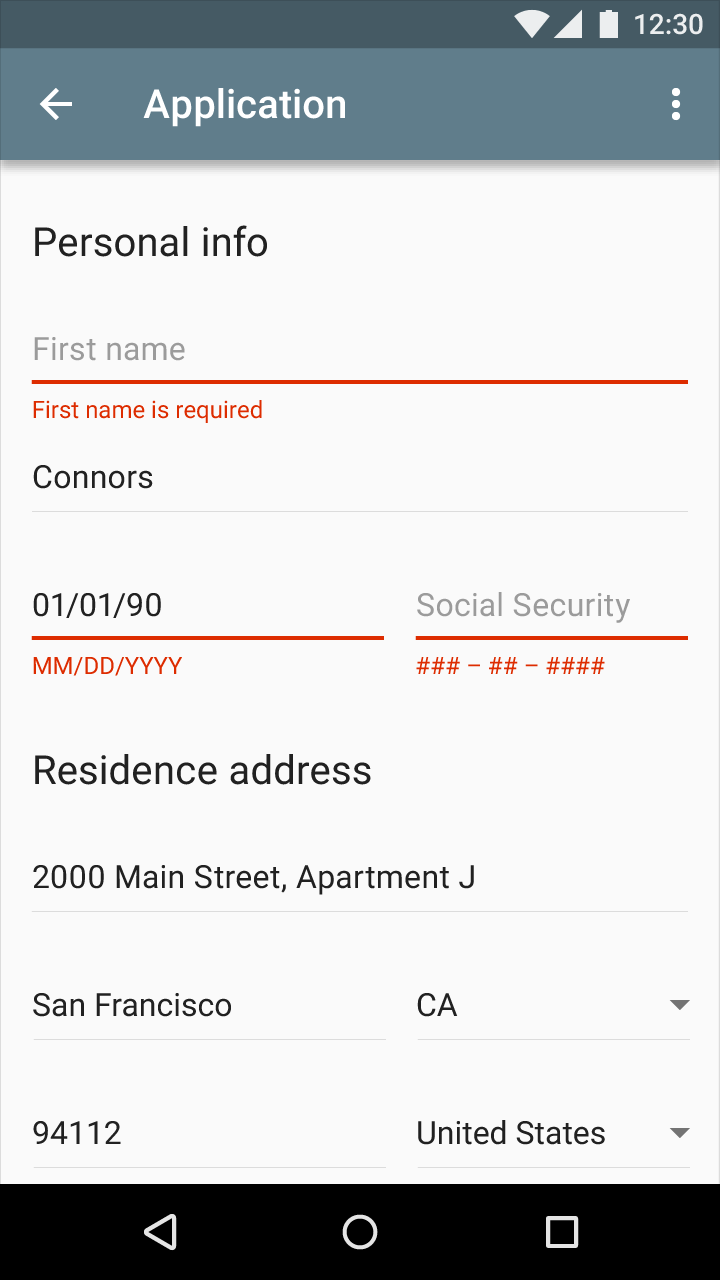 12:30
Application
Personal info
First name
First name is required
Connors
01/01/90
Social Security
MM/DD/YYYY
### – ## – ####
Residence address
2000 Main Street, Apartment J
San Francisco
CA
94112
United States